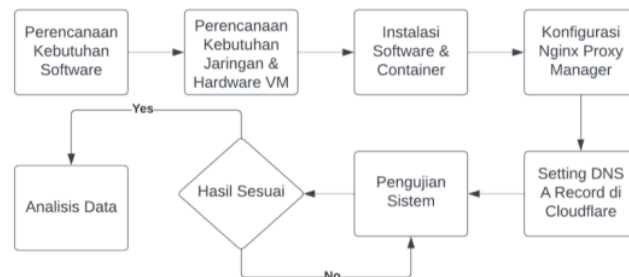 Perencanaan
Kebutuhan
Software
Perencanaan
Kebutuhan
Jaringan &
Hardware VM
Instalasi
Software &
Container
Konfigurasi
Nginx Proxy
Manager
Setting DNS
A Record di
Cloudflare
Pengujian
Sistem
Hasil Sesuai
Yes
No
Analisis Data